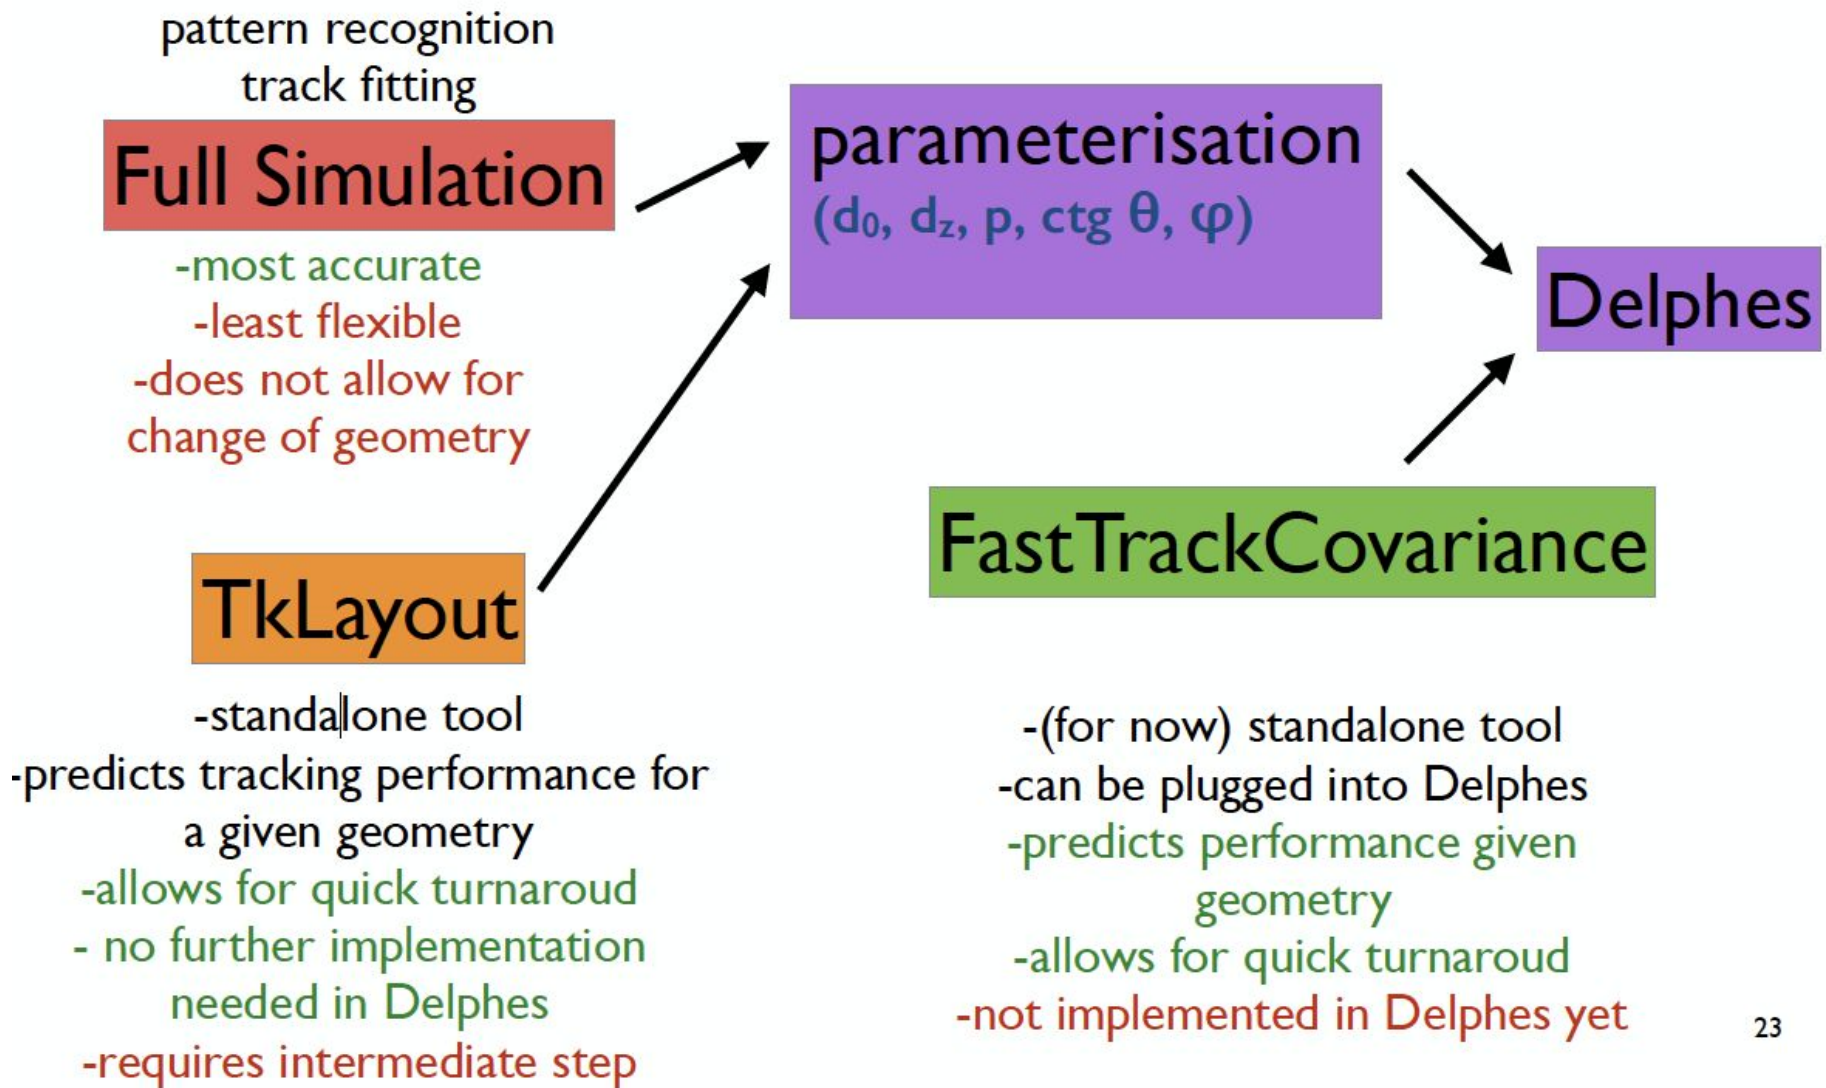 pattern recognition
track fitting
Full Simulation
-most accurate
-least flexible
-does not allow for
change of geometry
parameterisation
(d₀, d_z, p, ctg θ, φ)
Delphes
TkLayout
-standalone tool
-predicts tracking performance for
a given geometry
-allows for quick turnaroud
- no further implementation
needed in Delphes
-requires intermediate step
FastTrackCovariance
-(for now) standalone tool
-can be plugged into Delphes
-predicts performance given
geometry
-allows for quick turnaroud
-not implemented in Delphes yet
23